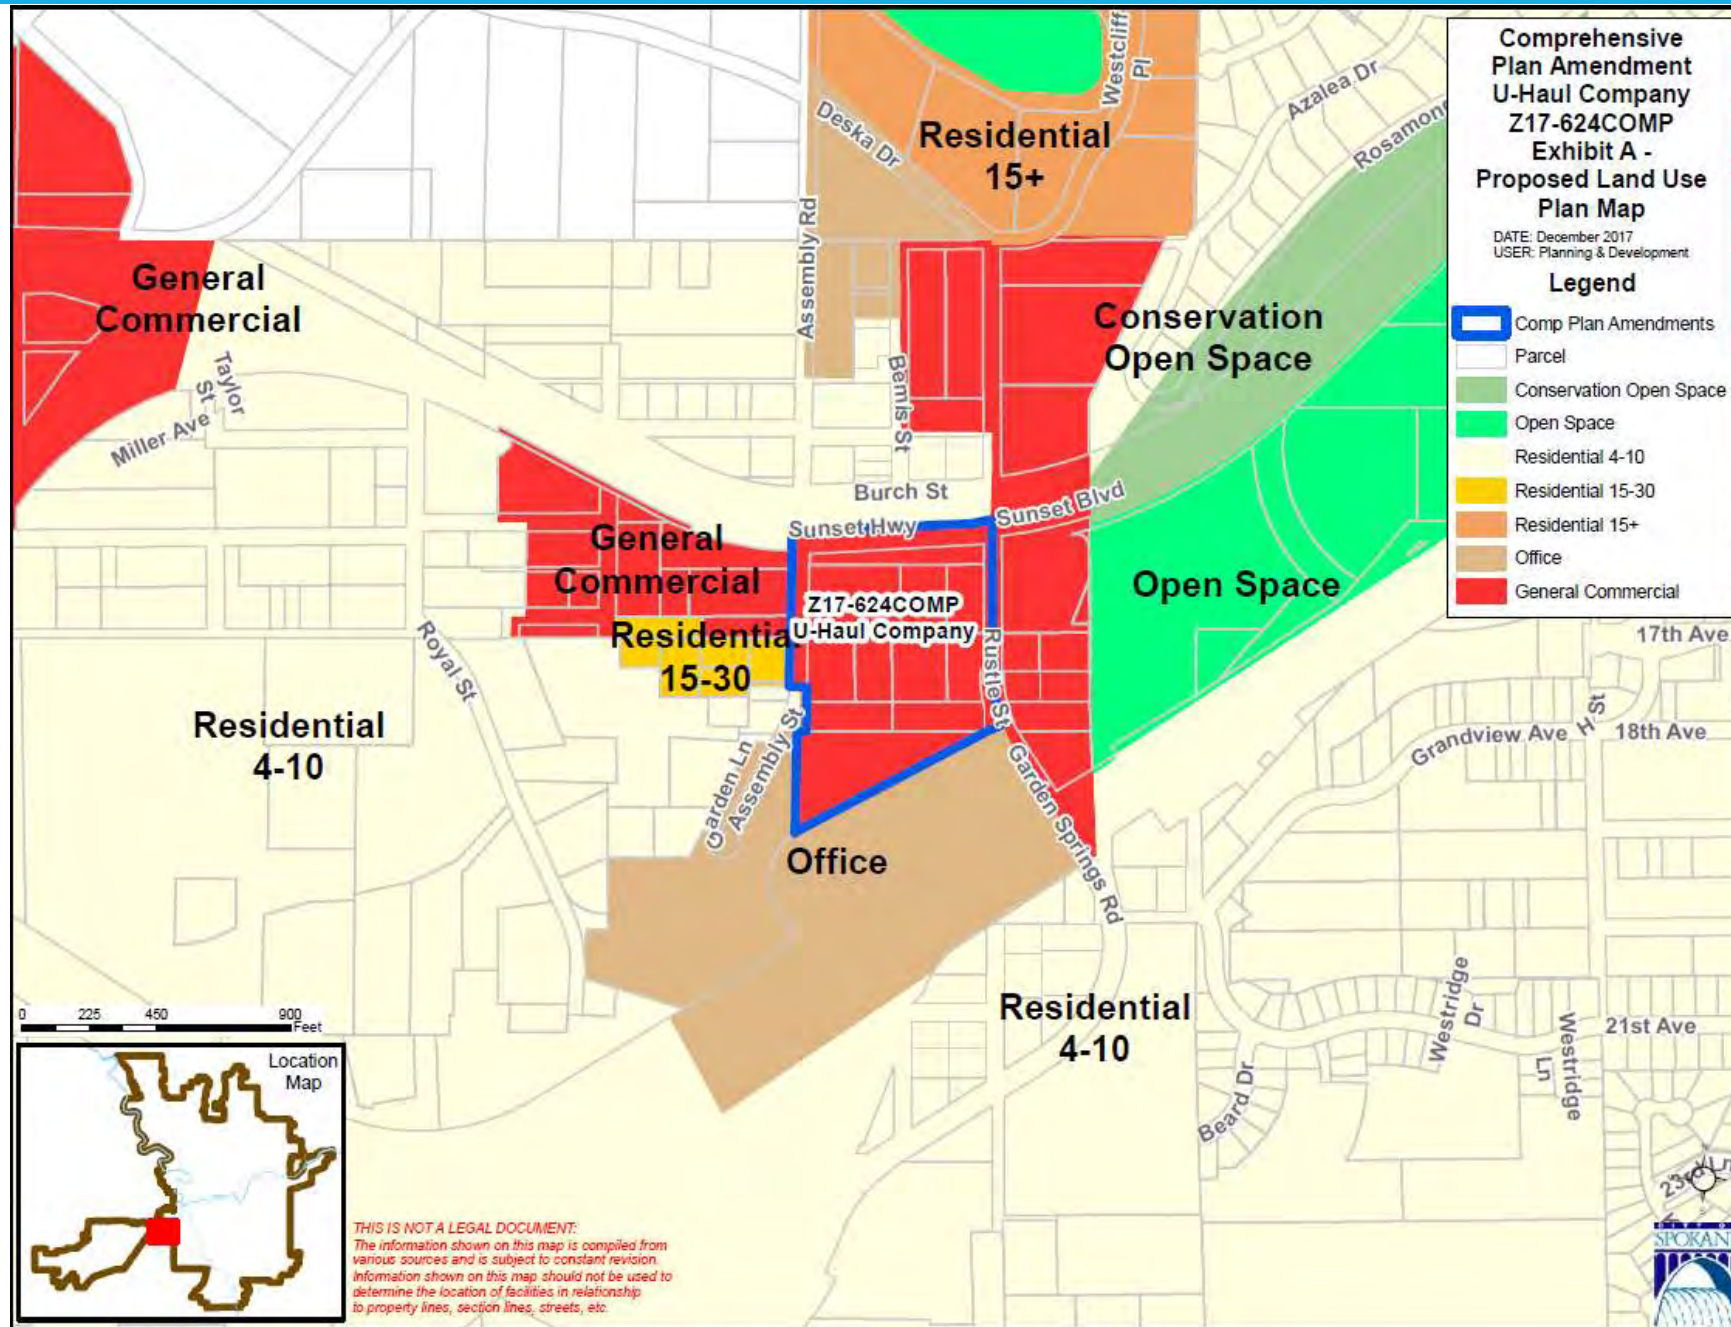 Comprehensive
Plan Amendment
U-Haul Company
Z17-624COMP
Exhibit A -
Proposed Land Use
Plan Map
DATE: December 2017
USER: Planning & Development
Legend
Comp Plan Amendments
Parcel
Conservation Open Space
Open Space
Residential 4-10
Residential 15-30
Residential 15+
Office
General Commercial
Westcliff
Pl
Azalea Dr
Deska Dr
Residential
15+
Assembly Rd
General
Commercial
Conservation
Open Space
Taylor
St
Bemis St
Miller Ave
Burch St
Sunset Hwy
Sunset Blvd
General
Commercial
Open Space
Z17-624COMP
U-Haul Company
Residential
15-30
Royal St
Rustle St
17th Ave
H St
Grandview Ave
18th Ave
Residential
4-10
Garden Ln
Assembly St
Garden Springs Rd
Office
Residential
4-10
Westridge
Dr
Westridge
Ln
21st Ave
Beard Dr
0 225 450 900
Feet
Location
Map
THIS IS NOT A LEGAL DOCUMENT:
The information shown on this map is compiled from
various sources and is subject to constant revision.
Information shown on this map should not be used to
determine the location of facilities in relationship
to property lines, section lines, streets, etc.